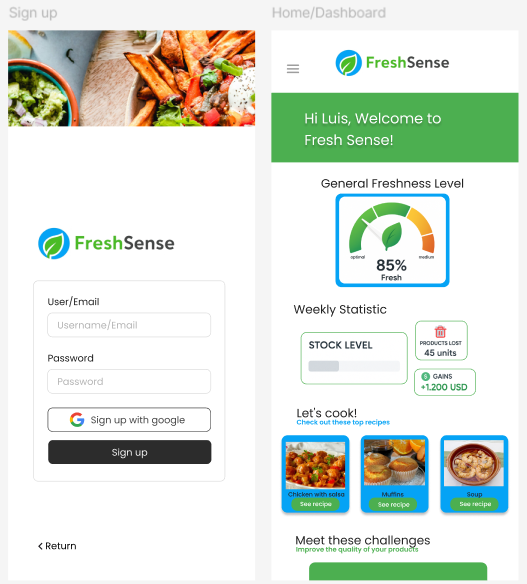 Sign up
FreshSense
User/Email
Username/Email
Password
Password
Sign up with google
Sign up
Return
Home/Dashboard
FreshSense
Hi Luis, Welcome to
Fresh Sense!
General Freshness Level
optimal
medium
85%
Fresh
Weekly Statistic
STOCK LEVEL
PRODUCTS LOST
45 units
$ GAINS
+1.200 USD
Let's cook!
Check out these top recipes
Chicken with salsa
See recipe
Muffins
See recipe
Soup
See recipe
Meet these challenges
Improve the quality of your products